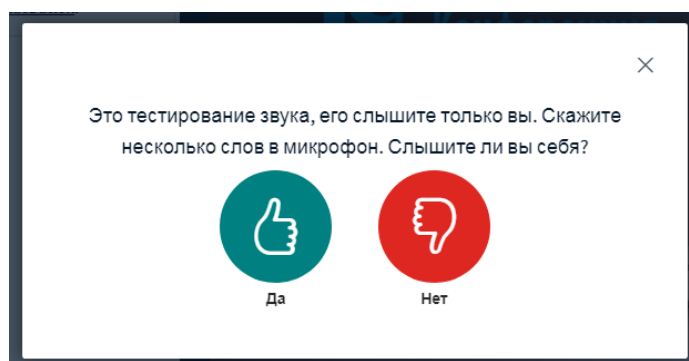 Это тестирование звука, его слышите только вы. Скажите
несколько слов в микрофон. Слышите ли вы себя?
Да
Нет